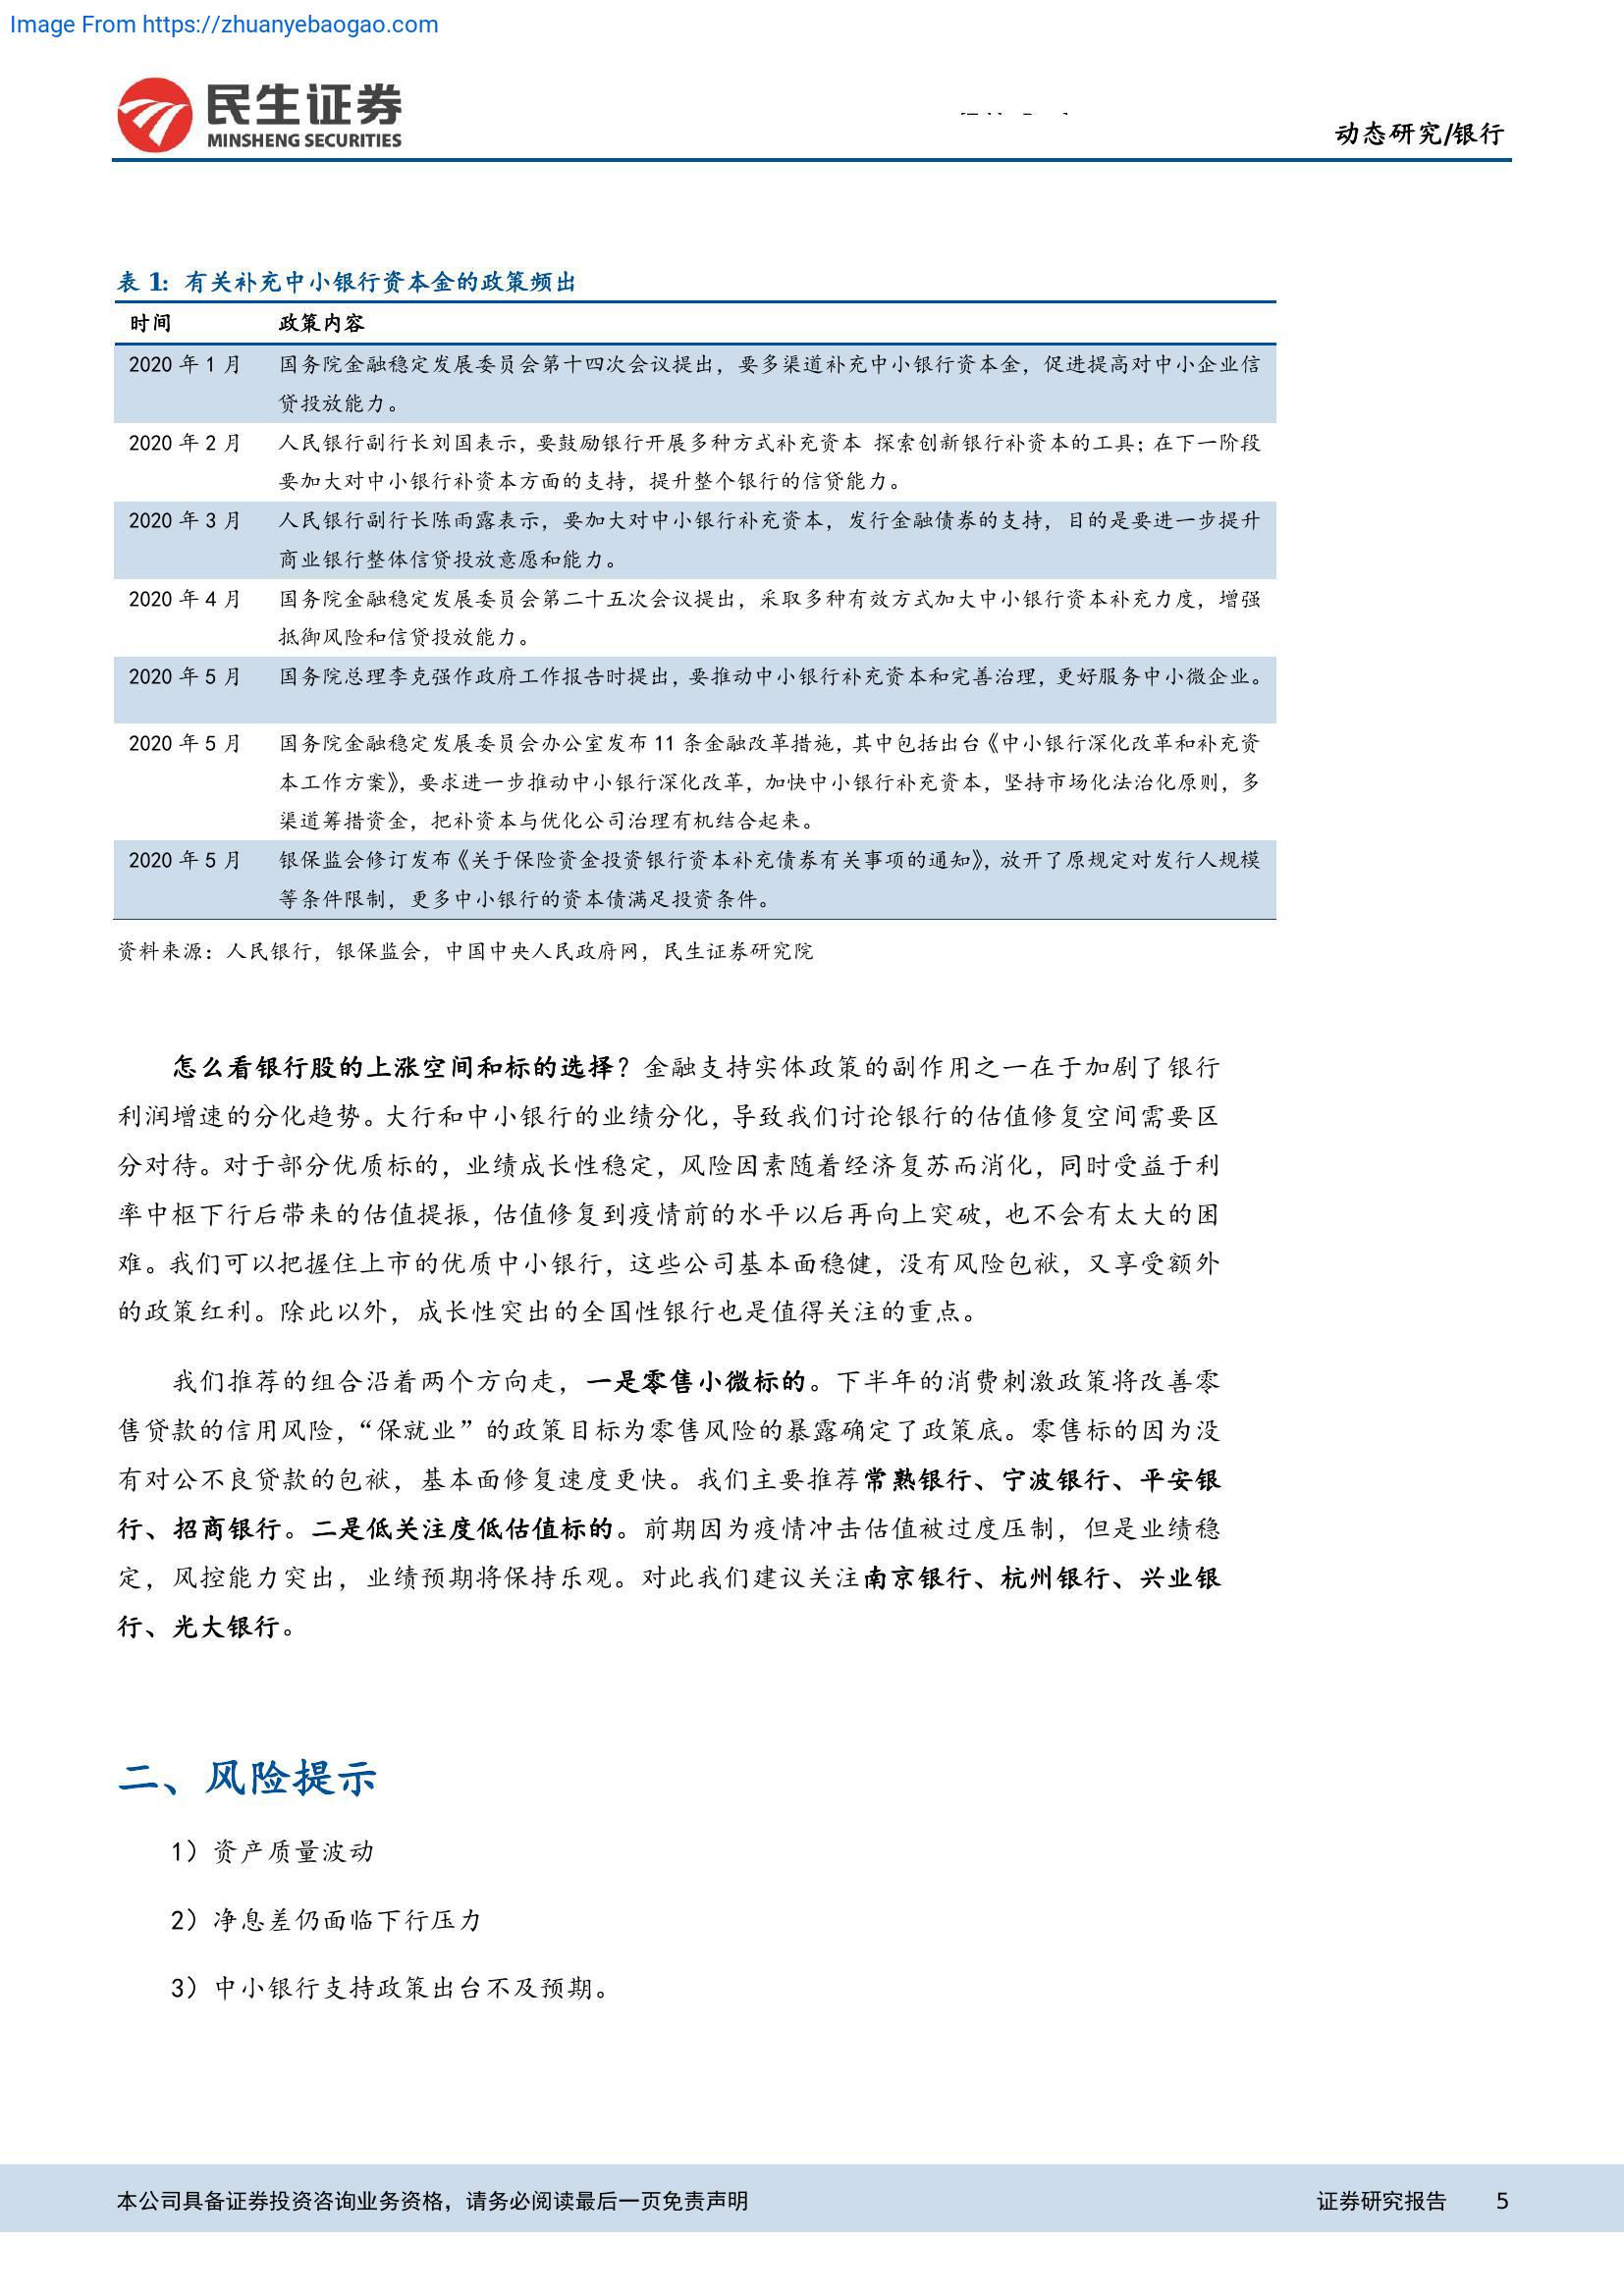 Image From https://zhuanyebaogao.com
民生证券
MINSHENG SECURITIES
动态研究/银行
表 1: 有关补充中小银行资本金的政策频出
时间 政策内容
2020 年 1 月 国务院金融稳定发展委员会第十四次会议提出，要多渠道补充中小银行资本金，促进提高对中小企业信
贷投放能力。
2020 年 2 月 人民银行副行长刘国表示，要鼓励银行开展多种方式补充资本 探索创新银行补资本的工具；在下一阶段
要加大对中小银行补资本方面的支持，提升整个银行的信贷能力。
2020 年 3 月 人民银行副行长陈雨露表示，要加大对中小银行补充资本，发行金融债券的支持，目的是要进一步提升
商业银行整体信贷投放意愿和能力。
2020 年 4 月 国务院金融稳定发展委员会第二十五次会议提出，采取多种有效方式加大中小银行资本补充力度，增强
抵御风险和信贷投放能力。
2020 年 5 月 国务院总理李克强作政府工作报告时提出，要推动中小银行补充资本和完善治理，更好服务中小微企业。
2020 年 5 月 国务院金融稳定发展委员会办公室发布 11 条金融改革措施，其中包括出台《中小银行深化改革和补充资
本工作方案》，要求进一步推动中小银行深化改革，加快中小银行补充资本，坚持市场化法治化原则，多
渠道筹措资金，把补资本与优化公司治理有机结合起来。
2020 年 5 月 银保监会修订发布《关于保险资金投资银行资本补充债券有关事项的通知》，放开了原规定对发行人规模
等条件限制，更多中小银行的资本债满足投资条件。
资料来源：人民银行，银保监会，中国中央人民政府网，民生证券研究院
怎么看银行股的上涨空间和标的选择？金融支持实体政策的副作用之一在于加剧了银行
利润增速的分化趋势。大行和中小银行的业绩分化，导致我们讨论银行的估值修复空间需要区
分对待。对于部分优质标的，业绩成长性稳定，风险因素随着经济复苏而消化，同时受益于利
率中枢下行后带来的估值提振，估值修复到疫情前的水平以后再向上突破，也不会有太大的困
难。我们可以把握住上市的优质中小银行，这些公司基本面稳健，没有风险包袱，又享受额外
的政策红利。除此以外，成长性突出的全国性银行也是值得关注的重点。
我们推荐的组合沿着两个方向走，一是零售小微标的。下半年的消费刺激政策将改善零
售贷款的信用风险，“保就业”的政策目标为零售风险的暴露确定了政策底。零售标的因为没
有对公不良贷款的包袱，基本面修复速度更快。我们主要推荐常熟银行、宁波银行、平安银
行、招商银行。二是低关注度低估值标的。前期因为疫情冲击估值被过度压制，但是业绩稳
定，风控能力突出，业绩预期将保持乐观。对此我们建议关注南京银行、杭州银行、兴业银
行、光大银行。
二、风险提示
1）资产质量波动
2）净息差仍面临下行压力
3）中小银行支持政策出台不及预期。
本公司具备证券投资咨询业务资格，请务必阅读最后一页免责声明 证券研究报告 5